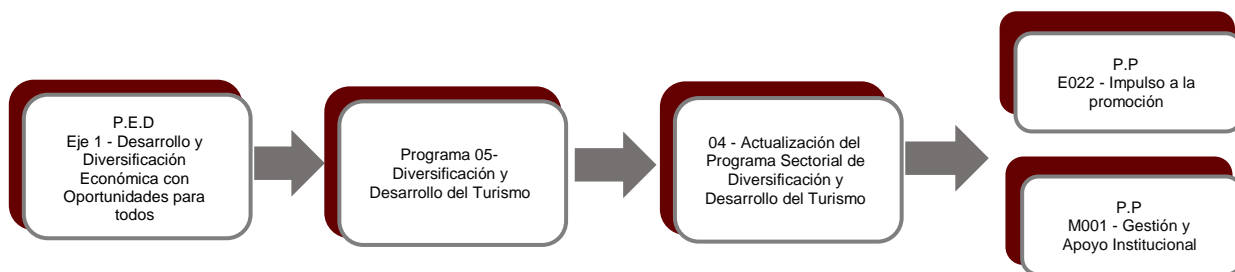 P.E.D
Eje 1 - Desarrollo y
Diversificación
Económica con
Oportunidades para
todos
Programa 05-
Diversificación y
Desarrollo del Turismo
04 - Actualización del
Programa Sectorial de
Diversificación y
Desarrollo del Turismo
P.P
E022 - Impulso a la
promoción
P.P
M001 - Gestión y
Apoyo Institucional